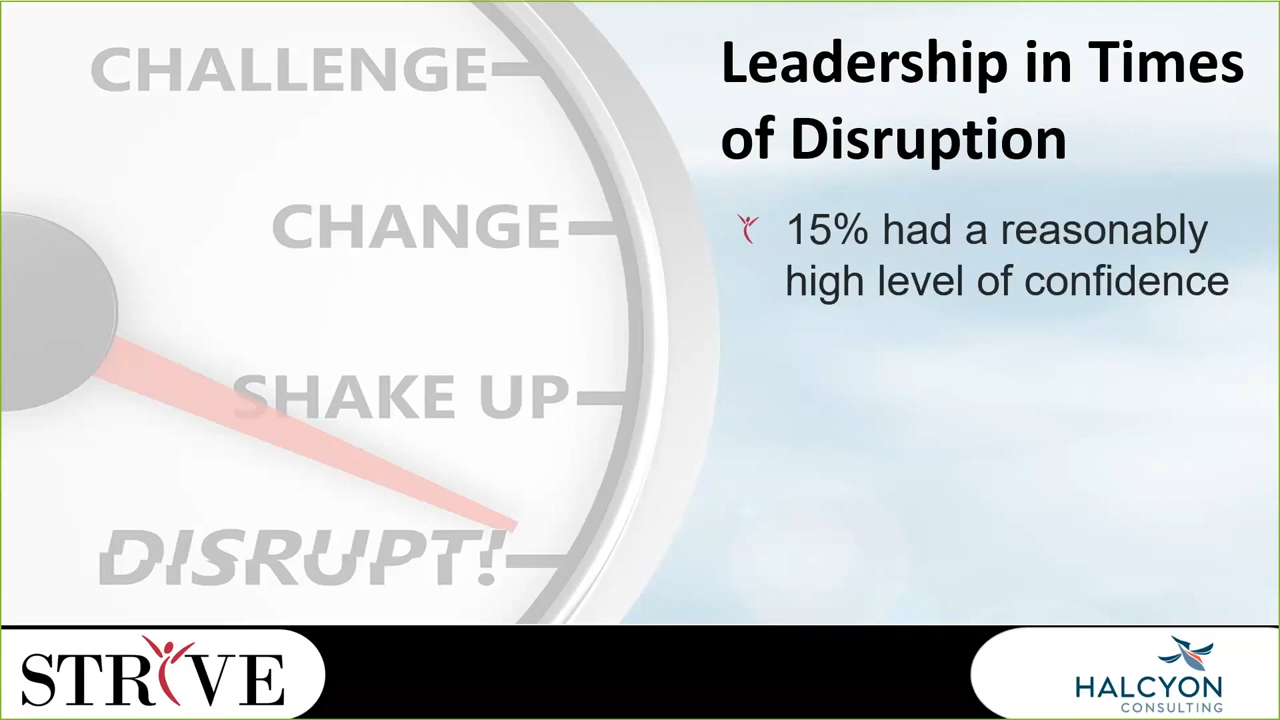 CHALLENGE
CHANGE
SHAKE UP
DISRUPT!
Leadership in Times
of Disruption
15% had a reasonably
high level of confidence
STRIVE
HALCYON
CONSULTING